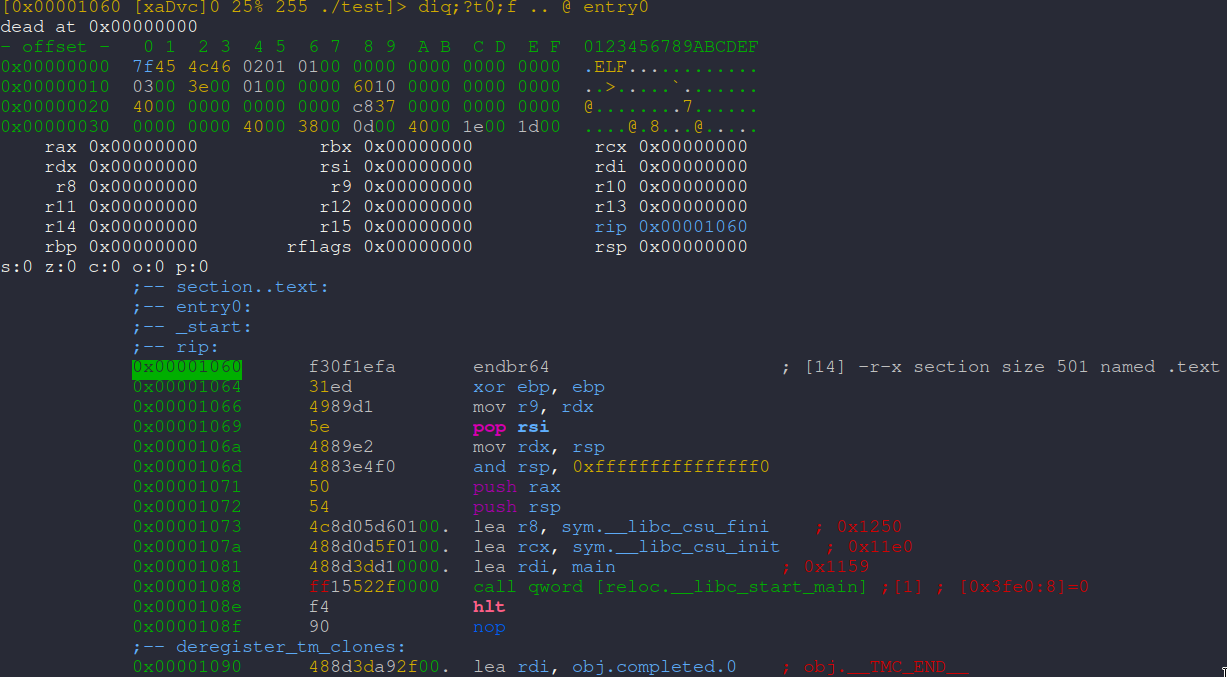 [0x00001060 [xaDvc]0 25% 255 ./test]> diq;?t0;f .. @ entry0
dead at 0x00000000
- offset -   0 1  2 3  4 5  6 7  8 9  A B  C D  E F  0123456789ABCDEF
0x00000000  7f45 4c46 0201 0100 0000 0000 0000 0000  .ELF............
0x00000010  0300 3e00 0100 0000 6010 0000 0000 0000  ..>.....`.......
0x00000020  4000 0000 0000 0000 c837 0000 0000 0000  @........7......
0x00000030  0000 0000 4000 3800 0d00 4000 1e00 1d00  ....@.8...@.....
rax 0x00000000 rbx 0x00000000 rcx 0x00000000
rdx 0x00000000 rsi 0x00000000 rdi 0x00000000
r8 0x00000000 r9 0x00000000 r10 0x00000000
r11 0x00000000 r12 0x00000000 r13 0x00000000
r14 0x00000000 r15 0x00000000 rip 0x00001060
rbp 0x00000000 rflags 0x00000000 rsp 0x00000000
s:0 z:0 c:0 o:0 p:0
;-- section..text:
;-- entry0:
;-- _start:
;-- rip:
0x00001060 f30f1efa endbr64 ; [14] -r-x section size 501 named .text
0x00001064 31ed xor ebp, ebp
0x00001066 4989d1 mov r9, rdx
0x00001069 5e pop rsi
0x0000106a 4889e2 mov rdx, rsp
0x0000106d 4883e4f0 and rsp, 0xfffffffffffffff0
0x00001071 50 push rax
0x00001072 54 push rsp
0x00001073 4c8d05d60100. lea r8, sym.__libc_csu_fini ; 0x1250
0x0000107a 488d0d5f0100. lea rcx, sym.__libc_csu_init ; 0x11e0
0x00001081 488d3dd10000. lea rdi, main ; 0x1159
0x00001088 ff15522f0000 call qword [reloc.__libc_start_main] ;[1] ; [0x3fe0:8]=0
0x0000108e f4 hlt
0x0000108f 90 nop
;-- deregister_tm_clones:
0x00001090 488d3da92f00. lea rdi, obj.completed.0 ; obj.__TMC_END__